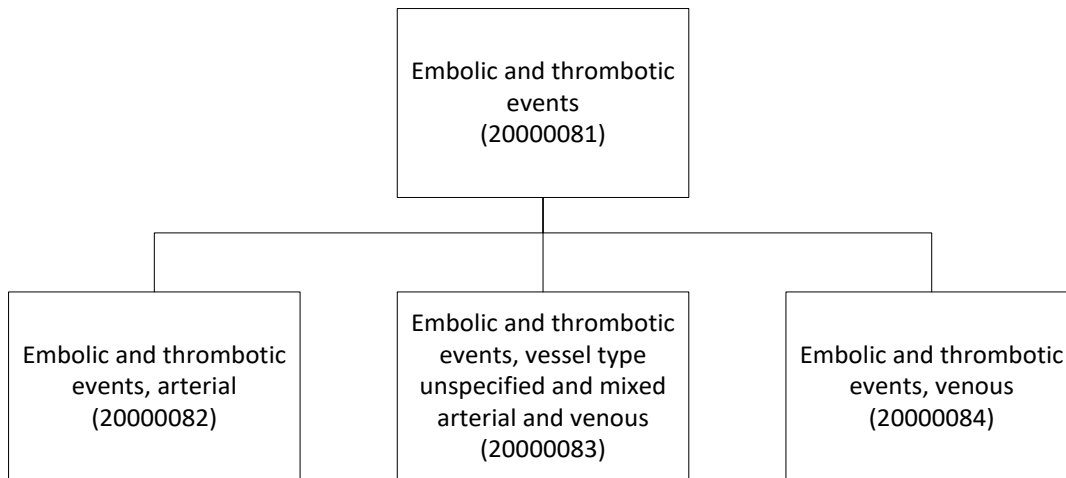 Embolic and thrombotic
events
(20000081)
Embolic and thrombotic
events, arterial
(20000082)
Embolic and thrombotic
events, vessel type
unspecified and mixed
arterial and venous
(20000083)
Embolic and thrombotic
events, venous
(20000084)